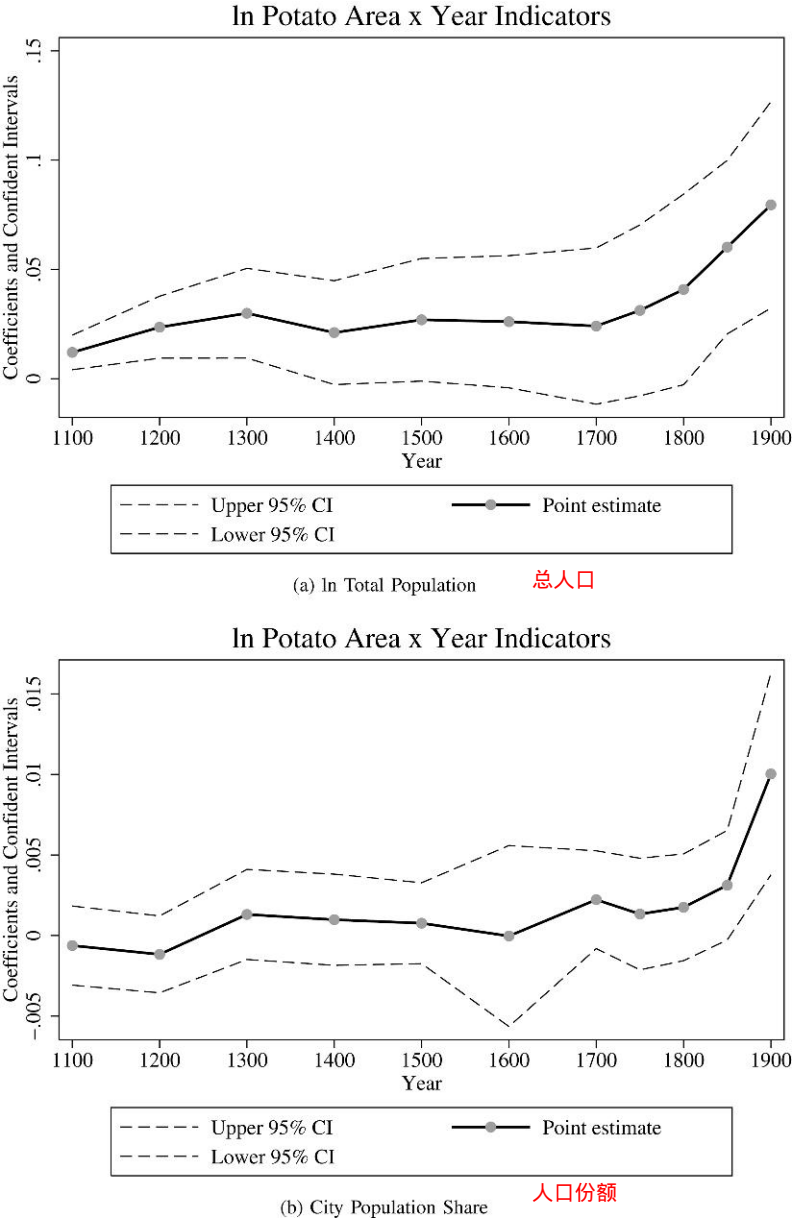 ln Potato Area x Year Indicators
Coefficients and Confident Intervals
.15
.1
.05
0
1100 1200 1300 1400 1500 1600 1700 1800 1900
Year
Upper 95% CI
Point estimate
Lower 95% CI
(a) ln Total Population
总人口
ln Potato Area x Year Indicators
Coefficients and Confident Intervals
.015
.01
.005
0
-.005
1100 1200 1300 1400 1500 1600 1700 1800 1900
Year
Upper 95% CI
Point estimate
Lower 95% CI
人口份额
(b) City Population Share